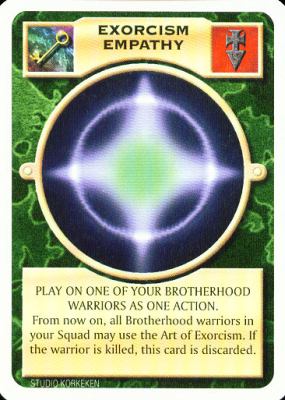 EXORCISM
EMPATHY
PLAY ON ONE OF YOUR BROTHERHOOD
WARRIORS AS ONE ACTION.
From now on, all Brotherhood warriors in
your Squad may use the Art of Exorcism. If
the warrior is killed, this card is discarded.
STUDIO KORKEKEN